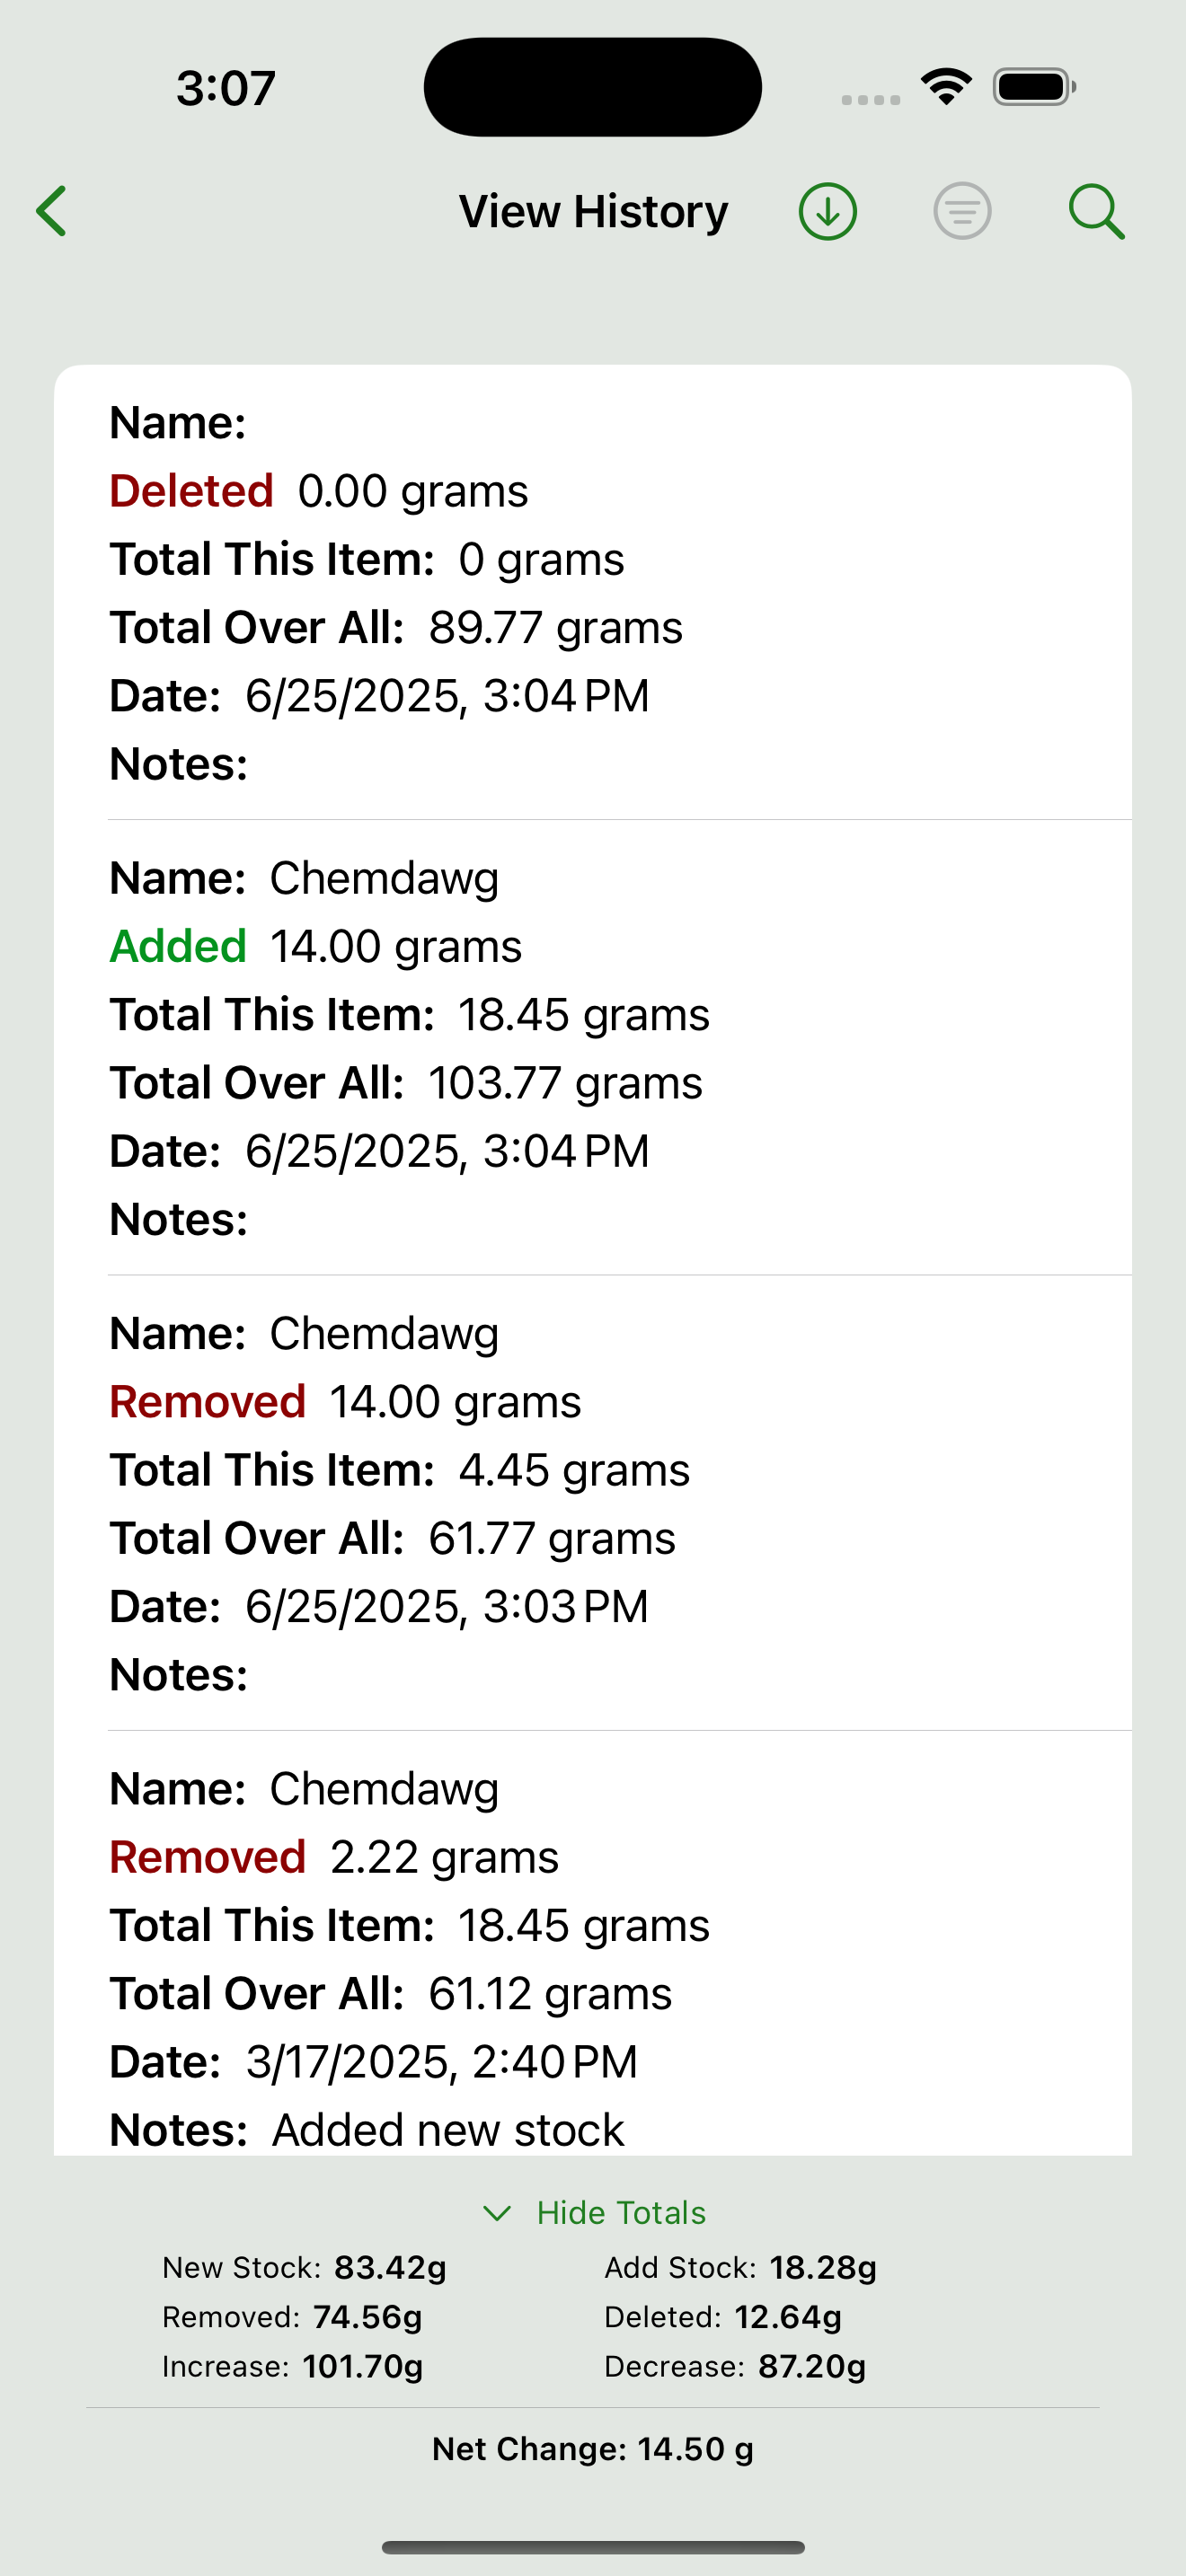 3:07
View History
Name:
Deleted 0.00 grams
Total This Item: 0 grams
Total Over All: 89.77 grams
Date: 6/25/2025, 3:04 PM
Notes:
Name: Chemdawg
Added 14.00 grams
Total This Item: 18.45 grams
Total Over All: 103.77 grams
Date: 6/25/2025, 3:04 PM
Notes:
Name: Chemdawg
Removed 14.00 grams
Total This Item: 4.45 grams
Total Over All: 61.77 grams
Date: 6/25/2025, 3:03 PM
Notes:
Name: Chemdawg
Removed 2.22 grams
Total This Item: 18.45 grams
Total Over All: 61.12 grams
Date: 3/17/2025, 2:40 PM
Notes: Added new stock
Hide Totals
New Stock: 83.42g Add Stock: 18.28g
Removed: 74.56g Deleted: 12.64g
Increase: 101.70g Decrease: 87.20g
Net Change: 14.50 g